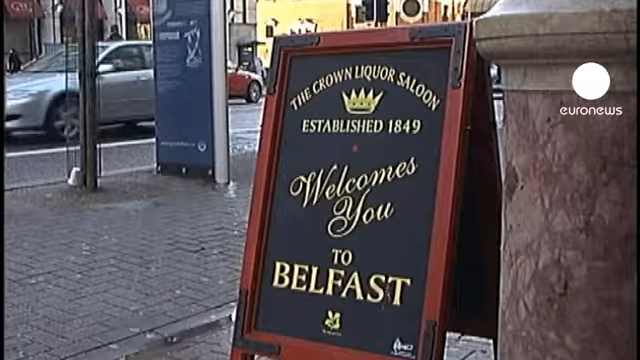 THE CROWN LIQUOR SALOON
ESTABLISHED 1849
Welcomes
You
TO
BELFAST
euronews